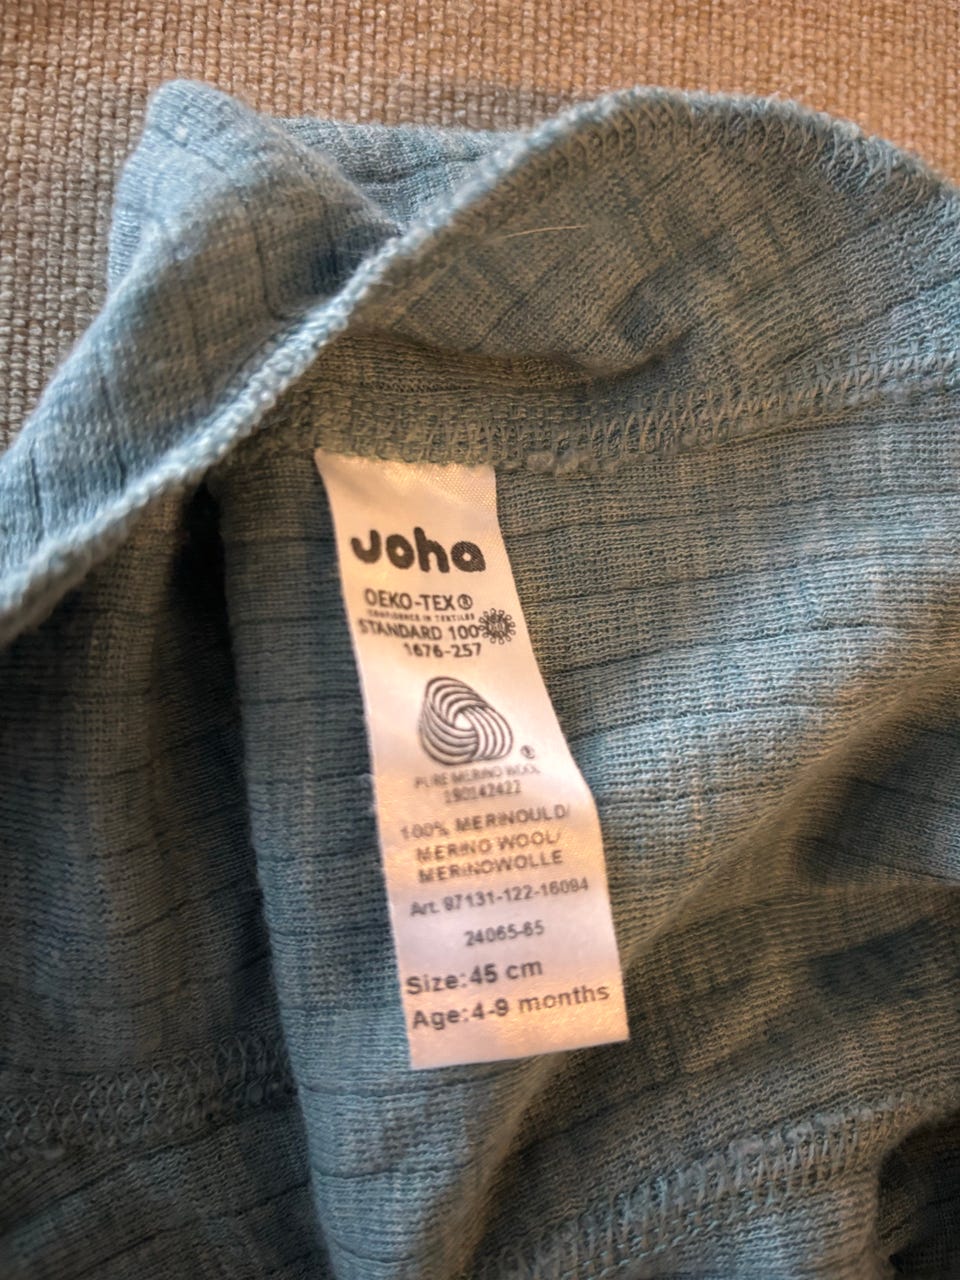 Joha
OEKO-TEX®
CONFIDENCE IN TEXTILES
STANDARD 100
1676-257
®
PURE MERINO WOOL
190142422
100% MERINOULD/
MERINO WOOL/
MERINOWOLLE
Art. 97131-122-16094
24065-65
Size:45 cm
Age:4-9 months